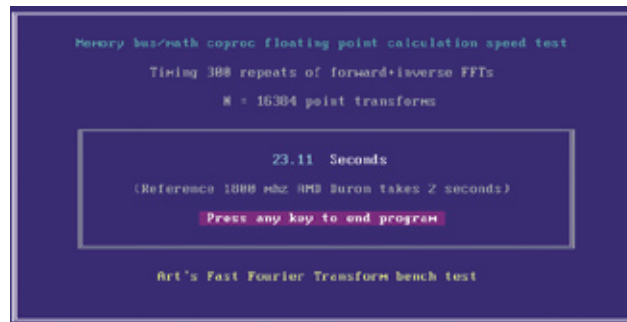 Memory bus/math coproc floating point calculation speed test
Timing 300 repeats of forward+inverse FFTs
N = 16384 point transforms
23.11 Seconds
(Reference 1800 mhz AMD Duron takes 2 seconds)
Press any key to end program
Art's Fast Fourier Transform bench test